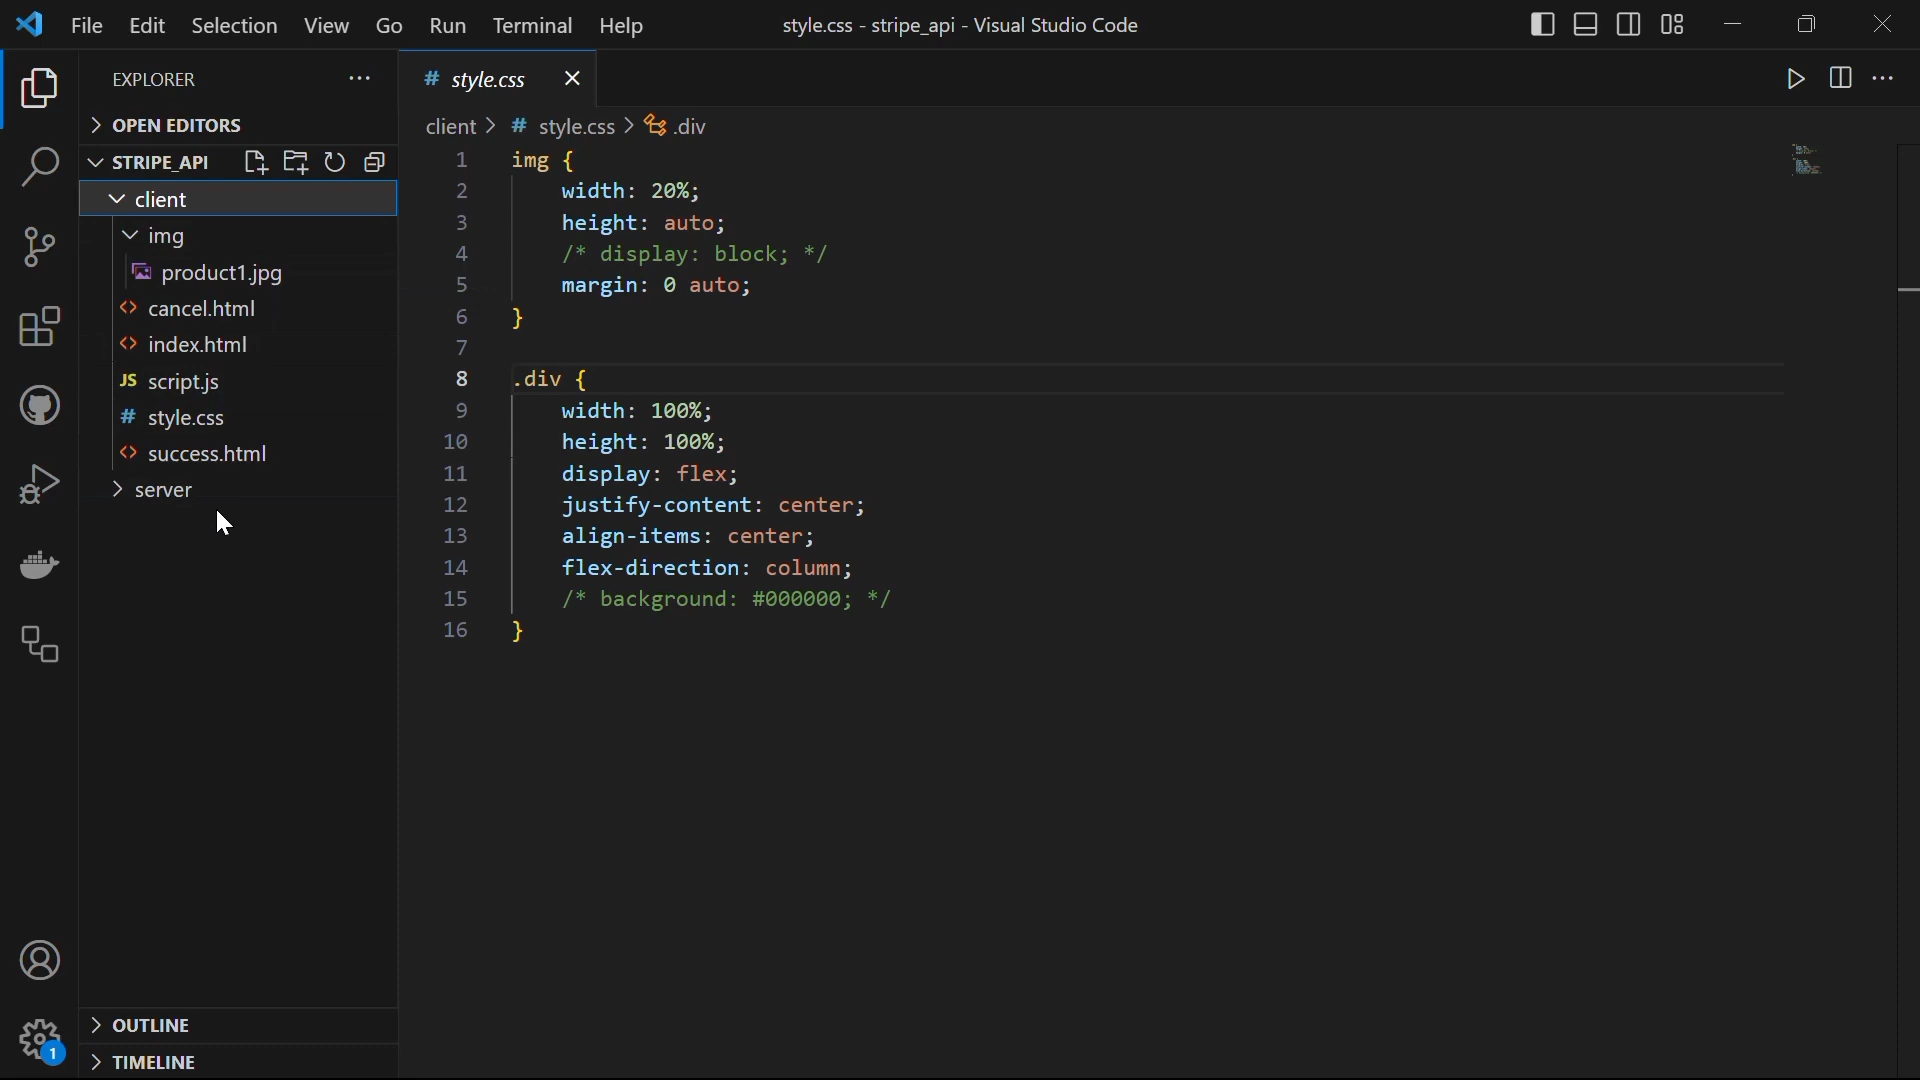 File Edit Selection View Go Run Terminal Help style.css - stripe_api - Visual Studio Code
EXPLORER
OPEN EDITORS
STRIPE_API
client
img
product1.jpg
cancel.html
index.html
JS script.js
# style.css
success.html
server
OUTLINE
TIMELINE
1
# style.css
client > # style.css > .div
1 img {
2 width: 20%;
3 height: auto;
4 /* display: block; */
5 margin: 0 auto;
6 }
7
8 .div {
9 width: 100%;
10 height: 100%;
11 display: flex;
12 justify-content: center;
13 align-items: center;
14 flex-direction: column;
15 /* background: #000000; */
16 }